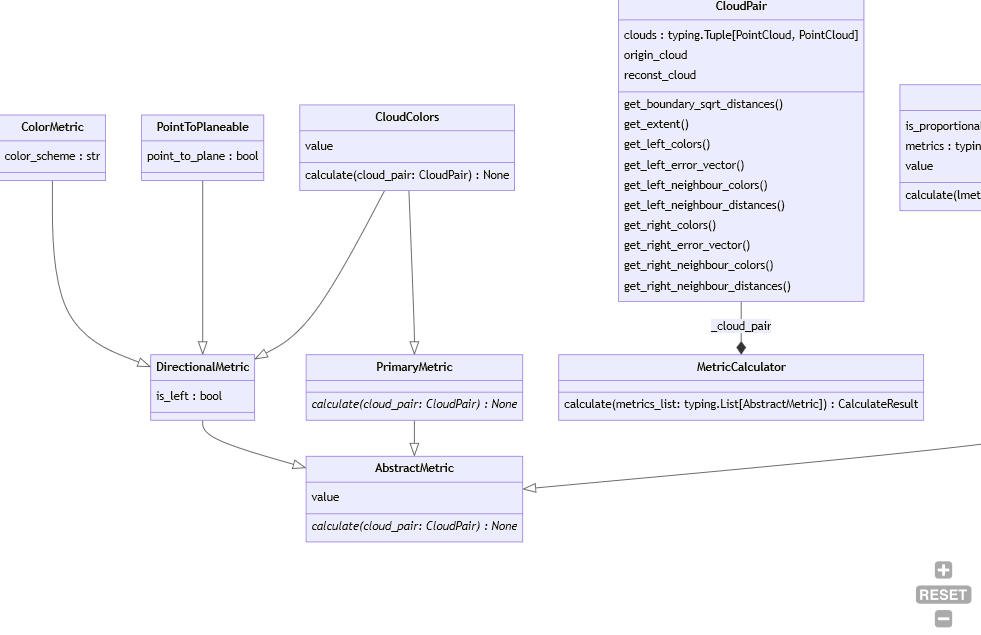 CloudPair
clouds : typing.Tuple[PointCloud, PointCloud]
origin_cloud
reconst_cloud
get_boundary_sqrt_distances()
get_extent()
get_left_colors()
get_left_error_vector()
get_left_neighbour_colors()
get_left_neighbour_distances()
get_right_colors()
get_right_error_vector()
get_right_neighbour_colors()
get_right_neighbour_distances()
is_proportional
metrics : typin
value
calculate(lmet
ColorMetric
color_scheme : str
PointToPlaneable
point_to_plane : bool
CloudColors
value
calculate(cloud_pair: CloudPair) : None
_cloud_pair
DirectionalMetric
is_left : bool
PrimaryMetric
calculate(cloud_pair: CloudPair) : None
MetricCalculator
calculate(metrics_list: typing.List[AbstractMetric]) : CalculateResult
AbstractMetric
value
calculate(cloud_pair: CloudPair) : None
RESET